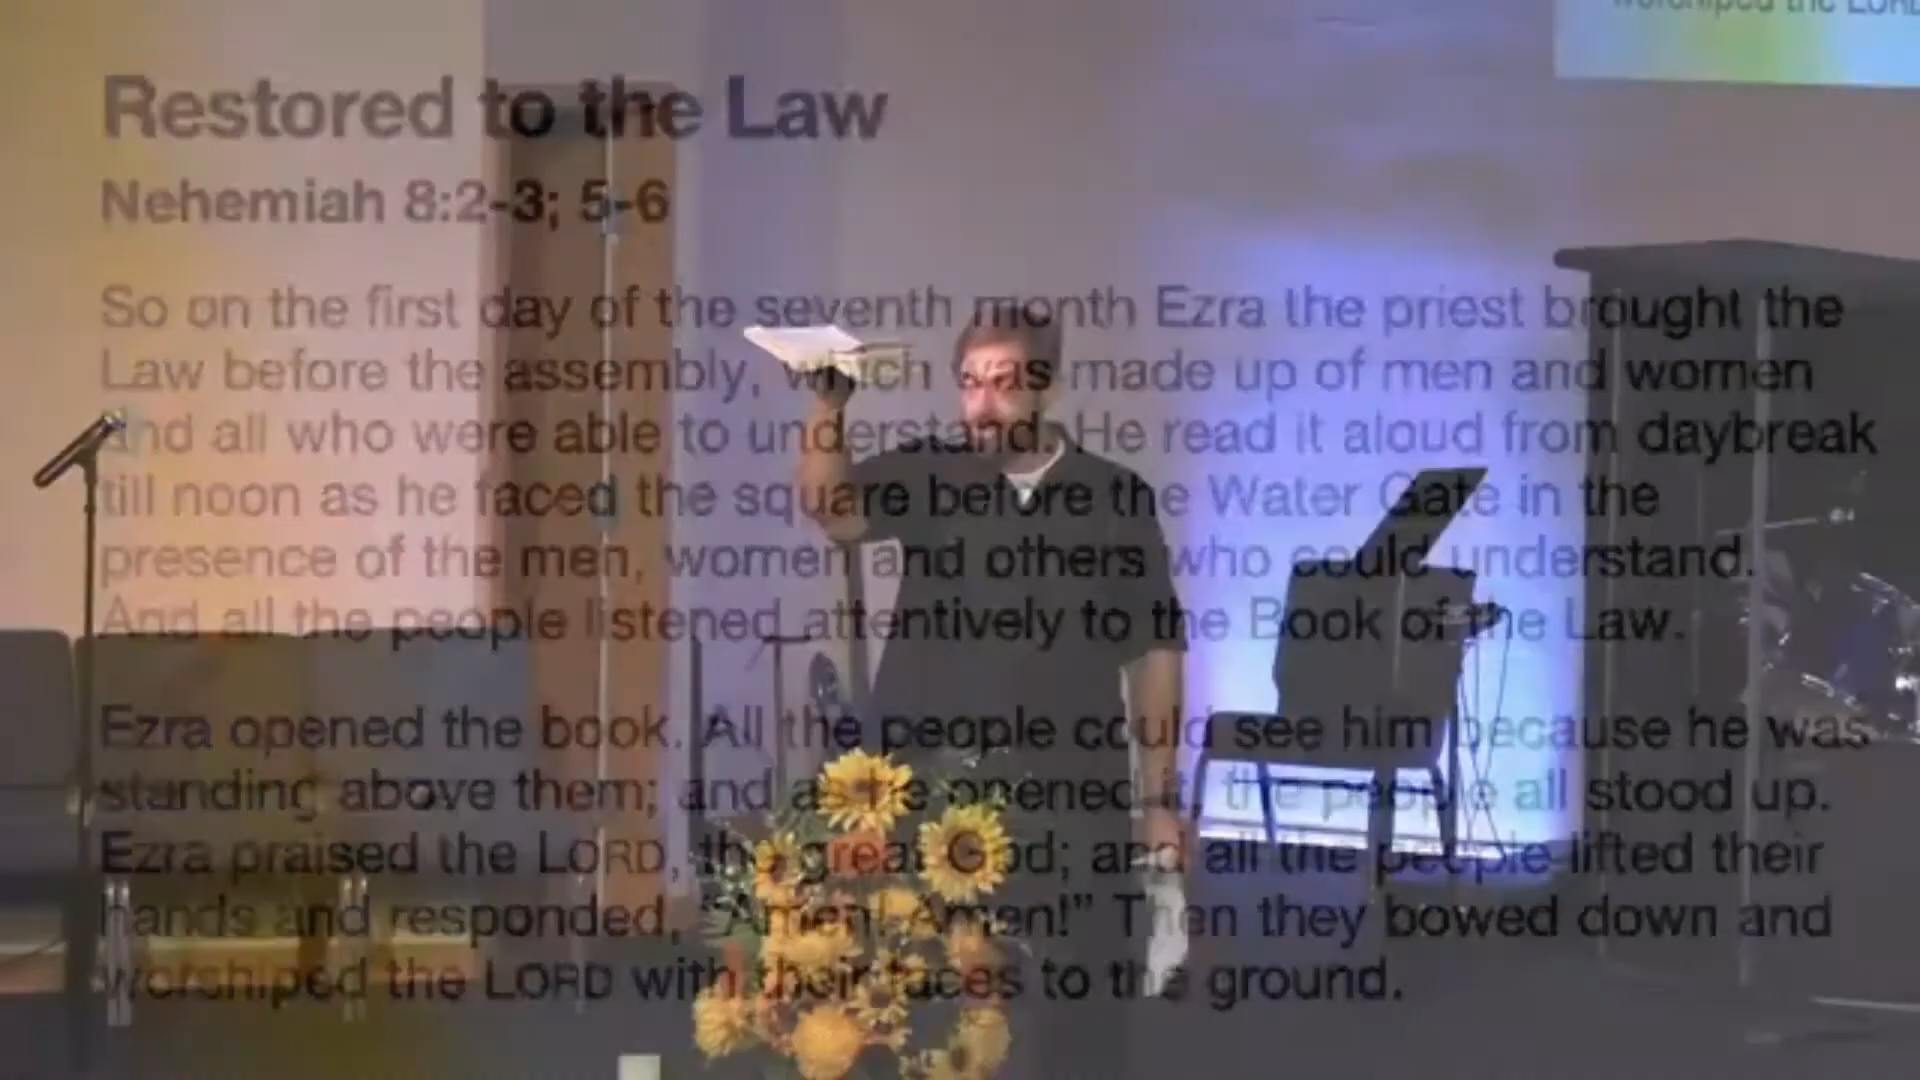 worshiped the LORD
Restored to the Law
Nehemiah 8:2-3; 5-6
So on the first day of the seventh month Ezra the priest brought the
Law before the assembly, which was made up of men and women
and all who were able to understand. He read it aloud from daybreak
till noon as he faced the square before the Water Gate in the
presence of the men, women and others who could understand.
And all the people listened attentively to the Book of the Law.
Ezra opened the book. All the people could see him because he was
standing above them; and as he opened it, the people all stood up.
Ezra praised the LORD, the great God; and all the people lifted their
hands and responded, “Amen! Amen!” Then they bowed down and
worshiped the LORD with their faces to the ground.